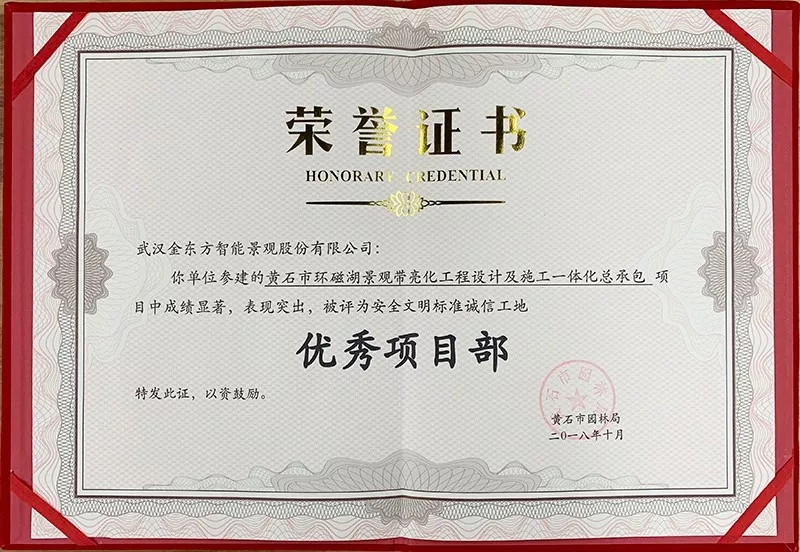 荣誉证书
HONORARY CREDENTIAL
武汉金东方智能景观股份有限公司：
你单位参建的黄石市环磁湖景观带亮化工程设计及施工一体化总承包 项
目中成绩显著，表现突出，被评为安全文明标准诚信工地
优秀项目部
特发此证，以资鼓励。
石市园林
黄石市园林局
二〇一八年十月